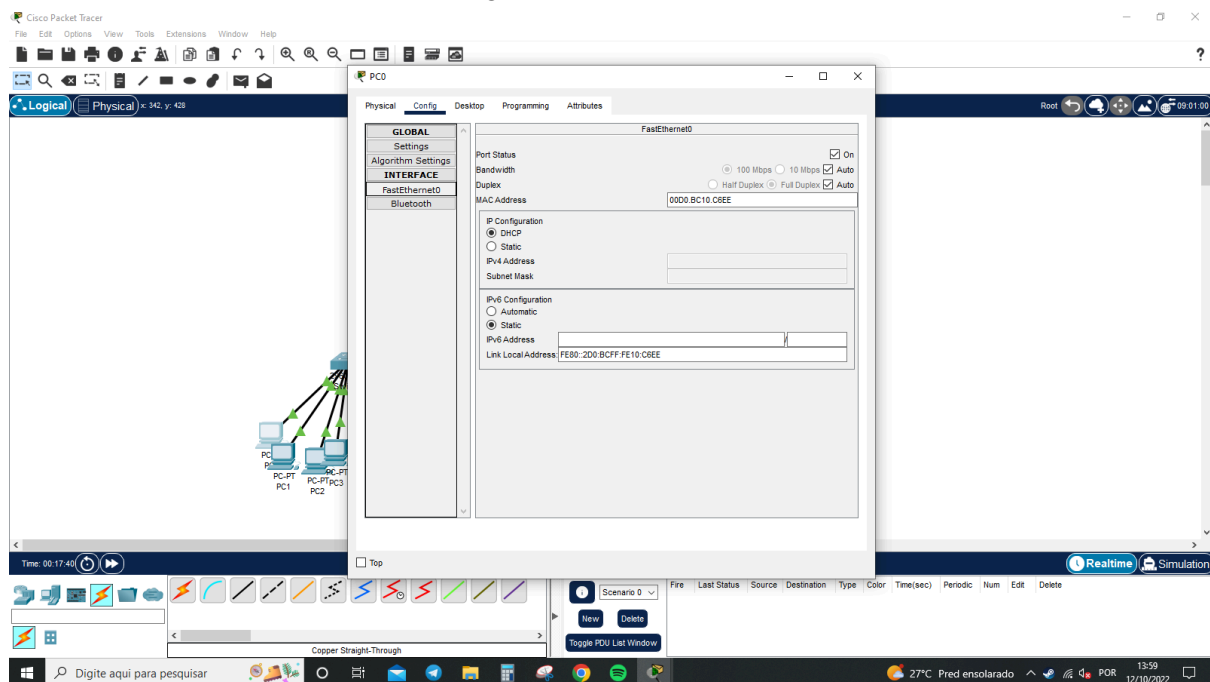 Cisco Packet Tracer
File Edit Options View Tools Extensions Window Help
?
PC0
Logical Physical x: 342, y: 428
Root 09:01:00
Physical Config Desktop Programming Attributes
GLOBAL
Settings
Algorithm Settings
INTERFACE
FastEthernet0
Bluetooth
FastEthernet0
Port Status On
Bandwidth 100 Mbps 10 Mbps Auto
Duplex Half Duplex Full Duplex Auto
MAC Address 00D0.BC10.C6EE
IP Configuration
DHCP
Static
IPv4 Address
Subnet Mask
IPv6 Configuration
Automatic
Static
IPv6 Address /
Link Local Address: FE80::2D0:BCFF:FE10:C6EE
PC-PT
PC1
PC-PT
PC2
PC3
Top
Time: 00:17:40
Realtime Simulation
Scenario 0
New Delete
Toggle PDU List Window
Fire Last Status Source Destination Type Color Time(sec) Periodic Num Edit Delete
Copper Straight-Through
Digite aqui para pesquisar
27°C Pred ensolarado
POR
13:59
12/10/2022